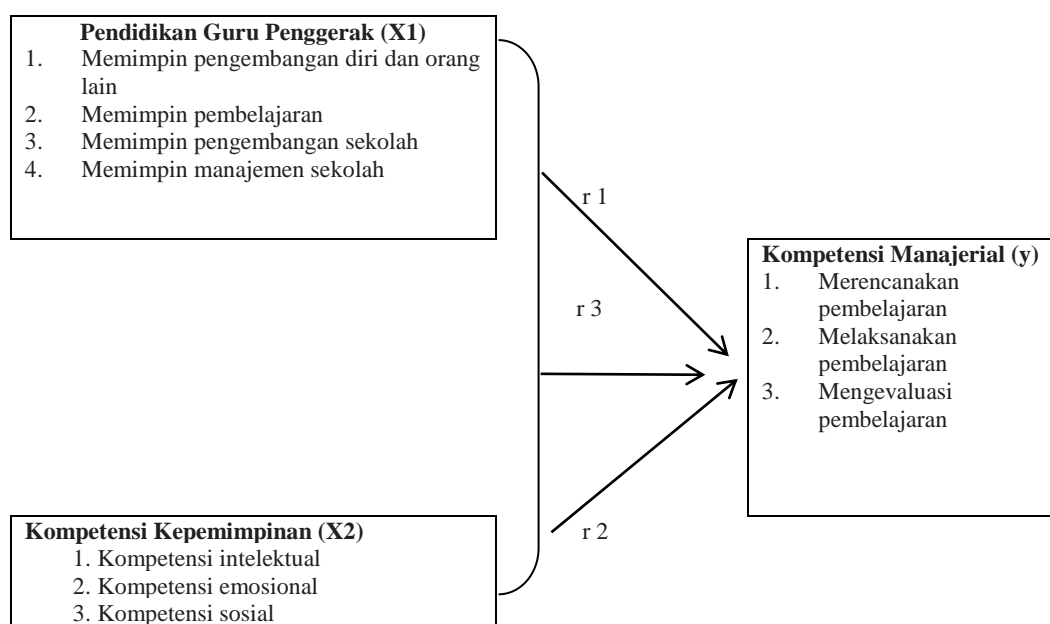 Pendidikan Guru Penggerak (X1)
1. Memimpin pengembangan diri dan orang
lain
2. Memimpin pembelajaran
3. Memimpin pengembangan sekolah
4. Memimpin manajemen sekolah
r 1
r 3
Kompetensi Manajerial (y)
1. Merencanakan
pembelajaran
2. Melaksanakan
pembelajaran
3. Mengevaluasi
pembelajaran
r 2
Kompetensi Kepemimpinan (X2)
1. Kompetensi intelektual
2. Kompetensi emosional
3. Kompetensi sosial